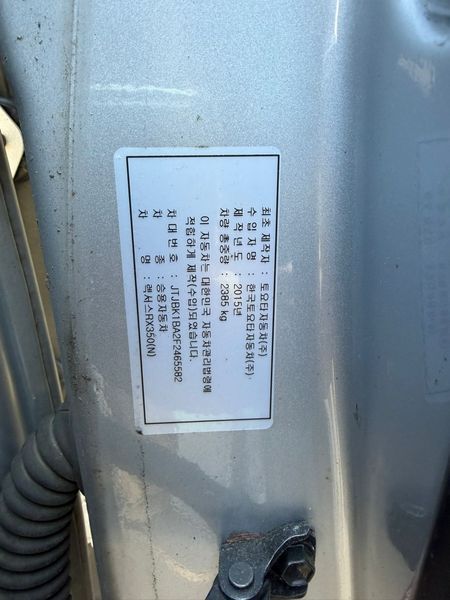 최초 제작자 : 토요타자동차(주)
수입자명 : 한국토요타자동차(주)
제작년도 : 2015년
차량 총중량 : 2385 kg
이 자동차는 대한민국 자동차관리법령에
적합하게 제작(수입)되었습니다.
차대번호 : JTJBK1BA2F2465582
차 종 : 승용자동차
차 명 : 렉서스RX350(N)